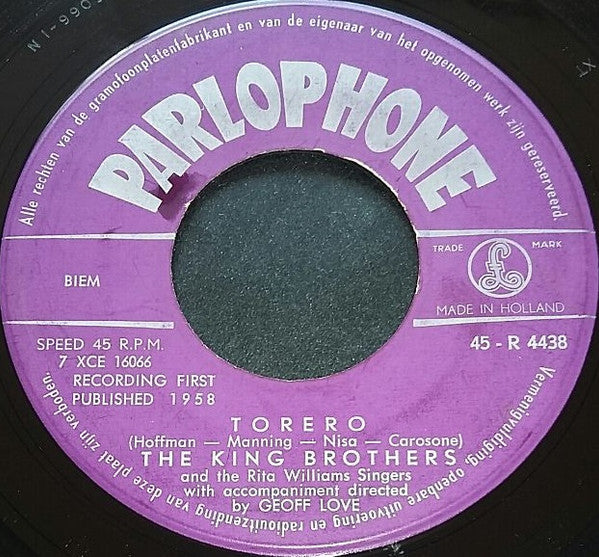 Alle rechten van de gramofoonplatenfabrikant en van de eigenaar van het opgenomen werk zijn gereserveerd.
PARLOPHONE
BIEM
TRADE MARK
£
MADE IN HOLLAND
SPEED 45 R.P.M.
45 - R 4438
7 XCE 16066
RECORDING FIRST
PUBLISHED 1958
TORERO
(Hoffman — Manning — Nisa — Carosone)
THE KING BROTHERS
and the Rita Williams Singers
with accompaniment directed
by GEOFF LOVE
Vermenigvuldiging openbare uitvoering en radiouitzending van deze plaat zijn verboden.